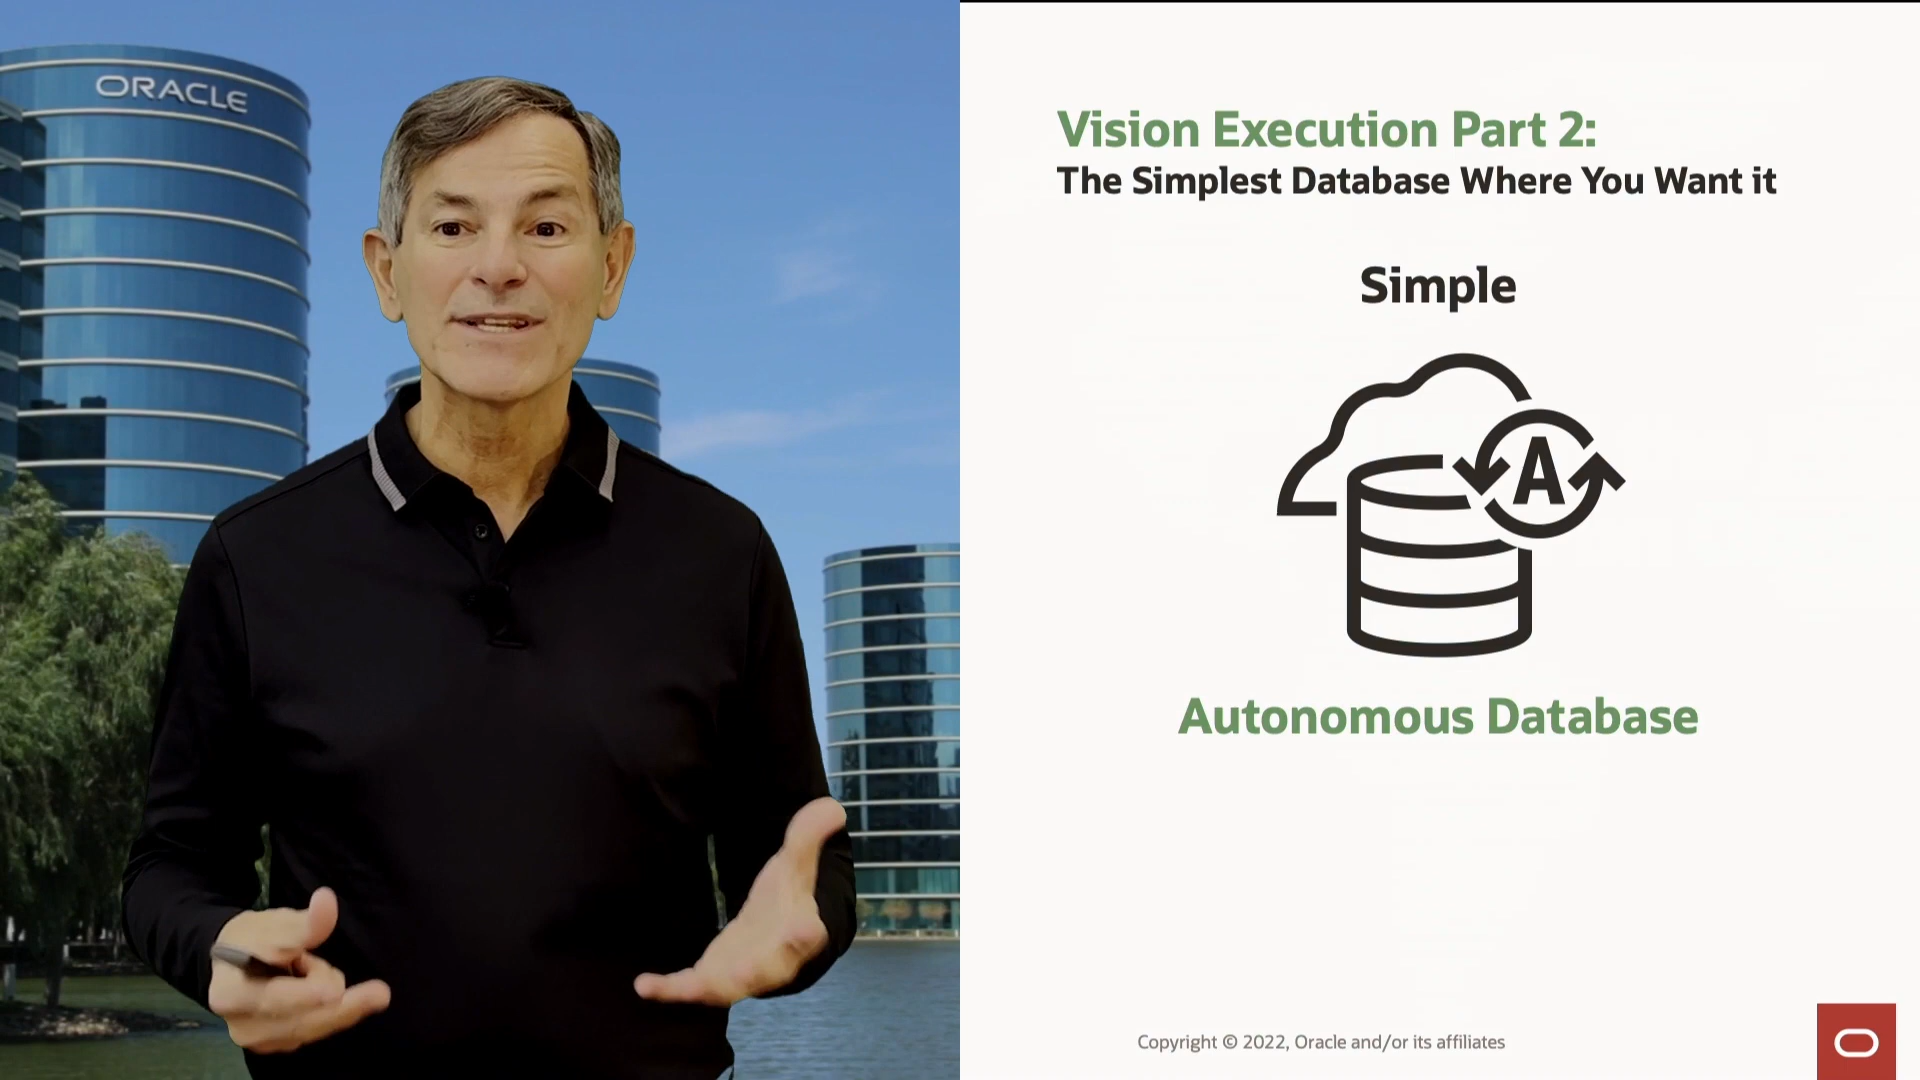 ORACLE
Vision Execution Part 2:
The Simplest Database Where You Want it
Simple
A
Autonomous Database
Copyright © 2022, Oracle and/or its affiliates